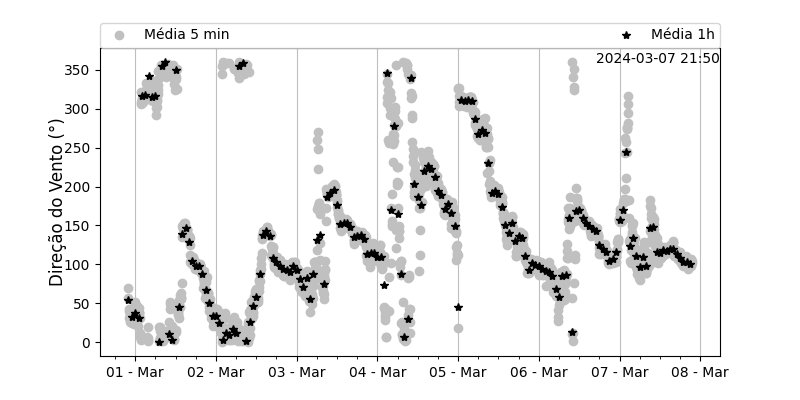 Média 5 min
Média 1h
2024-03-07 21:50
Direção do Vento (°)
350
300
250
200
150
100
50
0
01 - Mar
02 - Mar
03 - Mar
04 - Mar
05 - Mar
06 - Mar
07 - Mar
08 - Mar